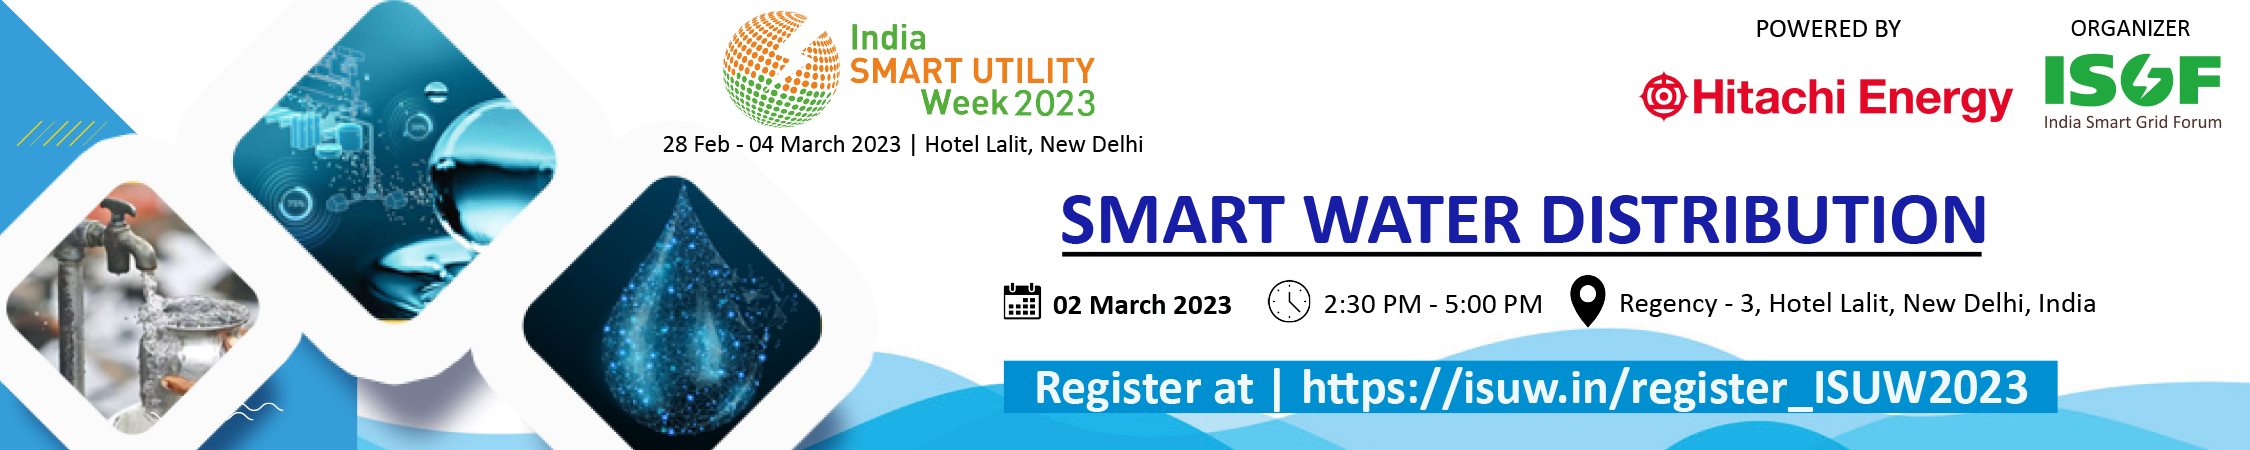 India
SMART UTILITY
Week 2023
28 Feb - 04 March 2023 | Hotel Lalit, New Delhi
POWERED BY
Hitachi Energy
ORGANIZER
ISGF
India Smart Grid Forum
75%
SMART WATER DISTRIBUTION
02 March 2023
2:30 PM - 5:00 PM
Regency - 3, Hotel Lalit, New Delhi, India
Register at | https://isuw.in/register_ISUW2023